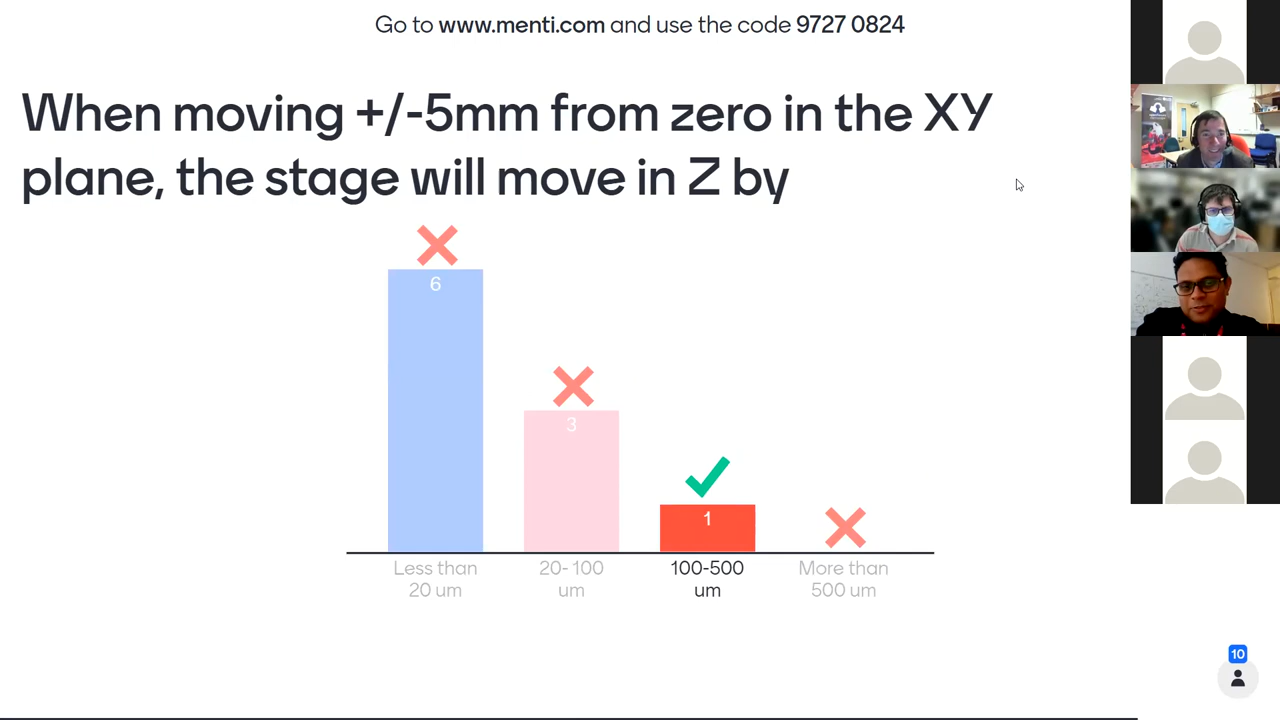 Go to www.menti.com and use the code 9727 0824
When moving +/-5mm from zero in the XY
plane, the stage will move in Z by
6
3
1
Less than
20 um
20- 100
um
100-500
um
More than
500 um
10